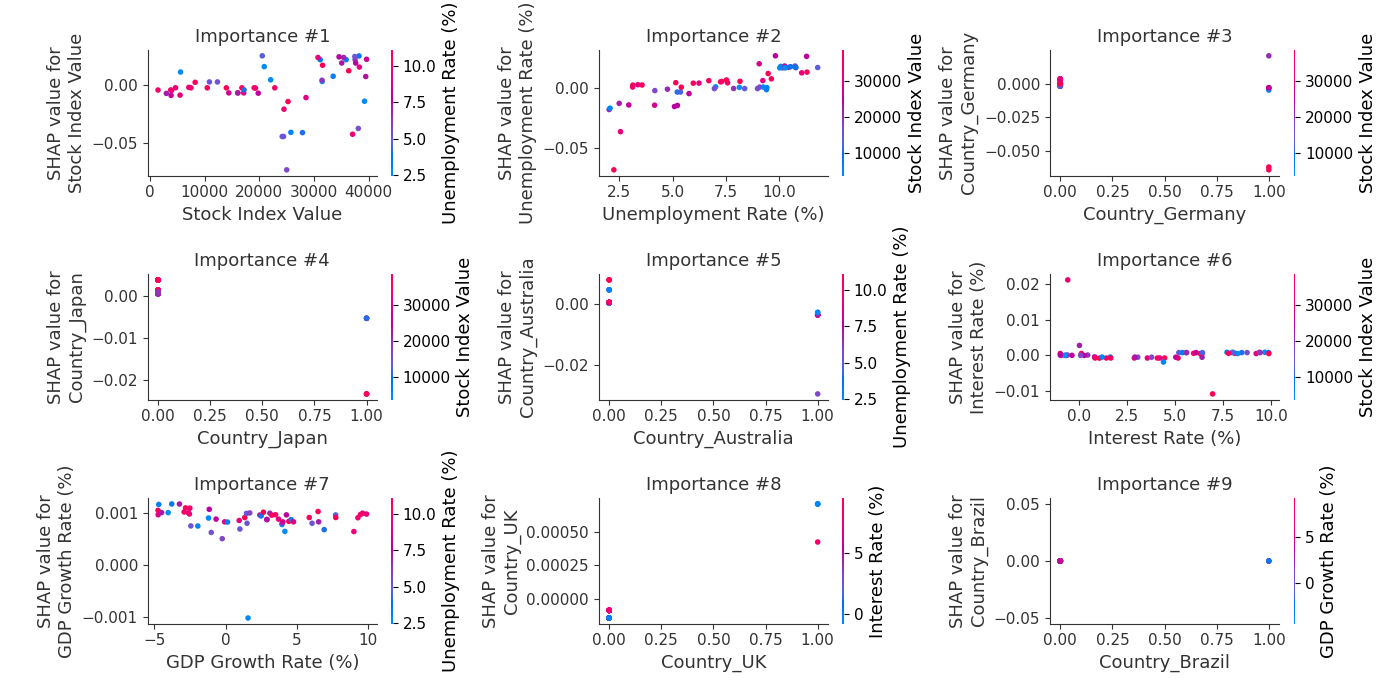 Importance #1
SHAP value for
Stock Index Value
0.00
−0.05
0
10000
20000
30000
40000
Stock Index Value
10.0
7.5
5.0
2.5
Unemployment Rate (%)
Importance #2
SHAP value for
Unemployment Rate (%)
0.00
−0.05
2.5
5.0
7.5
10.0
Unemployment Rate (%)
30000
20000
10000
Stock Index Value
Importance #3
SHAP value for
Country_Germany
0.000
−0.025
−0.050
0.00
0.25
0.50
0.75
1.00
Country_Germany
30000
20000
10000
Stock Index Value
Importance #4
SHAP value for
Country_Japan
0.00
−0.01
−0.02
0.00
0.25
0.50
0.75
1.00
Country_Japan
30000
20000
10000
Stock Index Value
Importance #5
SHAP value for
Country_Australia
0.00
−0.02
0.00
0.25
0.50
0.75
1.00
Country_Australia
10.0
7.5
5.0
2.5
Unemployment Rate (%)
Importance #6
SHAP value for
Interest Rate (%)
0.02
0.01
0.00
−0.01
0.0
2.5
5.0
7.5
10.0
Interest Rate (%)
30000
20000
10000
Stock Index Value
Importance #7
SHAP value for
GDP Growth Rate (%)
0.001
0.000
−0.001
−5
0
5
10
GDP Growth Rate (%)
10.0
7.5
5.0
2.5
Unemployment Rate (%)
Importance #8
SHAP value for
Country_UK
0.00050
0.00025
0.00000
0.00
0.25
0.50
0.75
1.00
Country_UK
5
0
Interest Rate (%)
Importance #9
SHAP value for
Country_Brazil
0.05
0.00
−0.05
0.00
0.25
0.50
0.75
1.00
Country_Brazil
5
0
GDP Growth Rate (%)